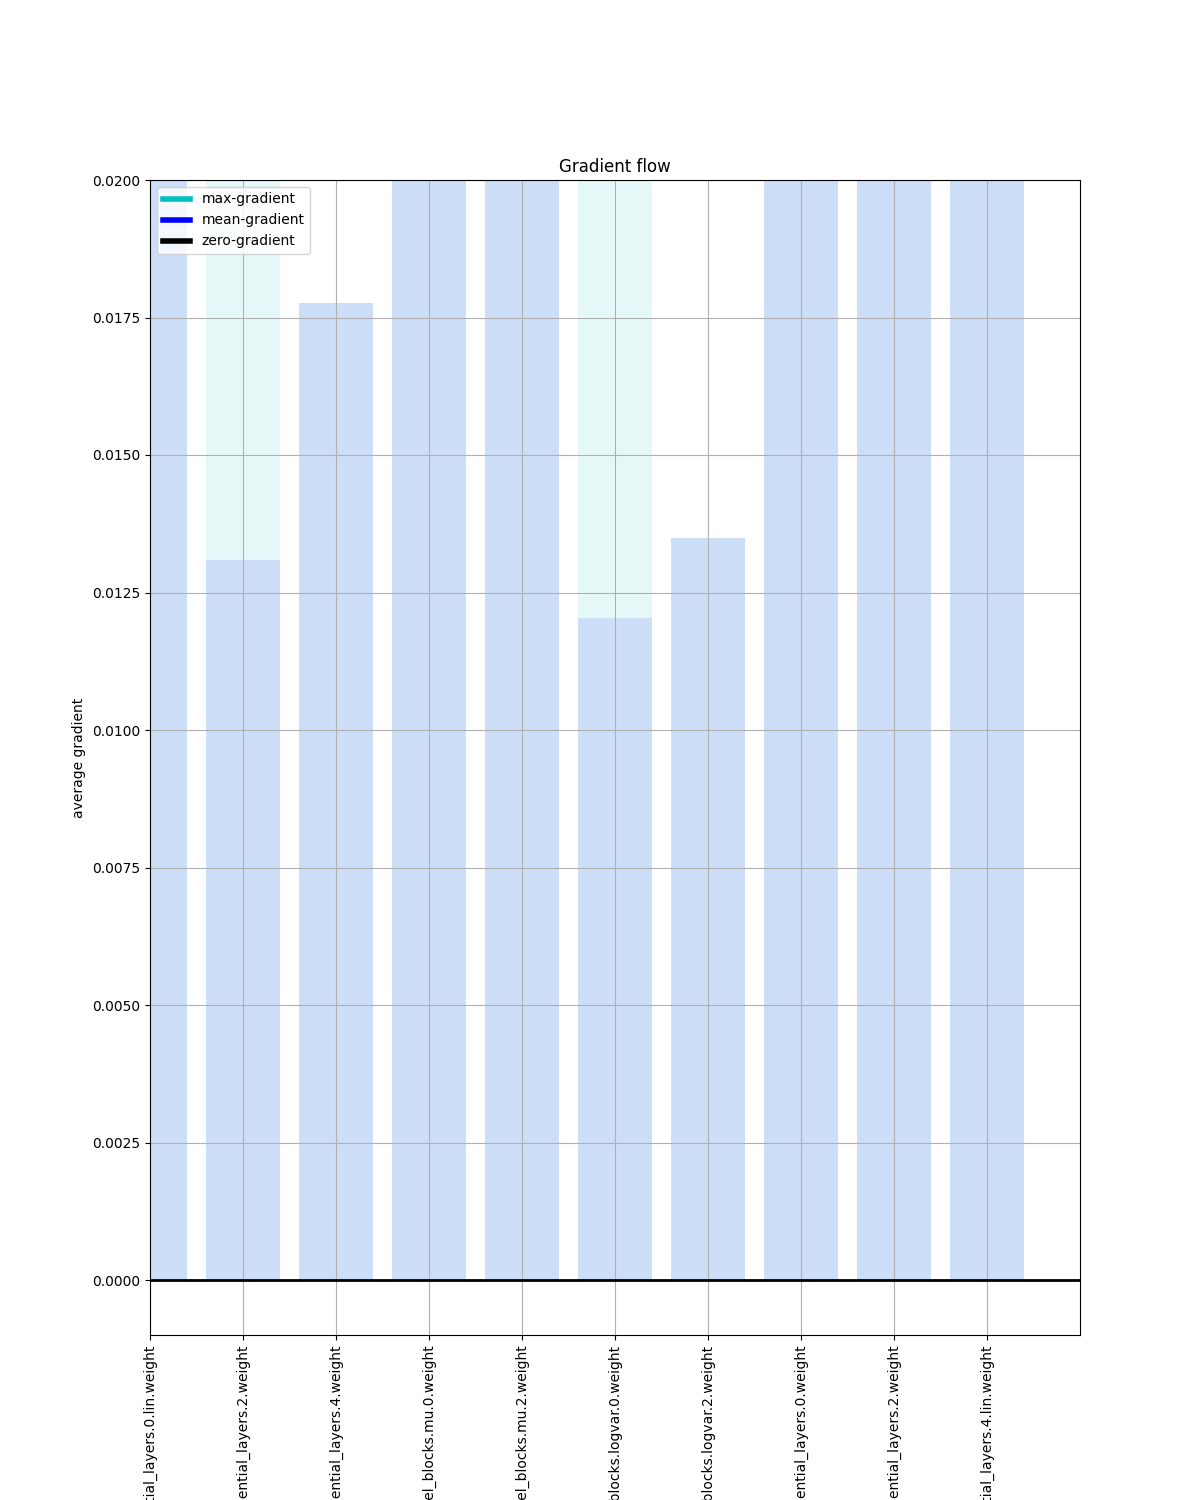 Gradient flow
max-gradient
mean-gradient
zero-gradient
0.0200
0.0175
0.0150
0.0125
0.0100
0.0075
0.0050
0.0025
0.0000
average gradient
tial_layers.0.lin.weight
ential_layers.2.weight
ential_layers.4.weight
el_blocks.mu.0.weight
el_blocks.mu.2.weight
blocks.logvar.0.weight
blocks.logvar.2.weight
ential_layers.0.weight
ential_layers.2.weight
tial_layers.4.lin.weight